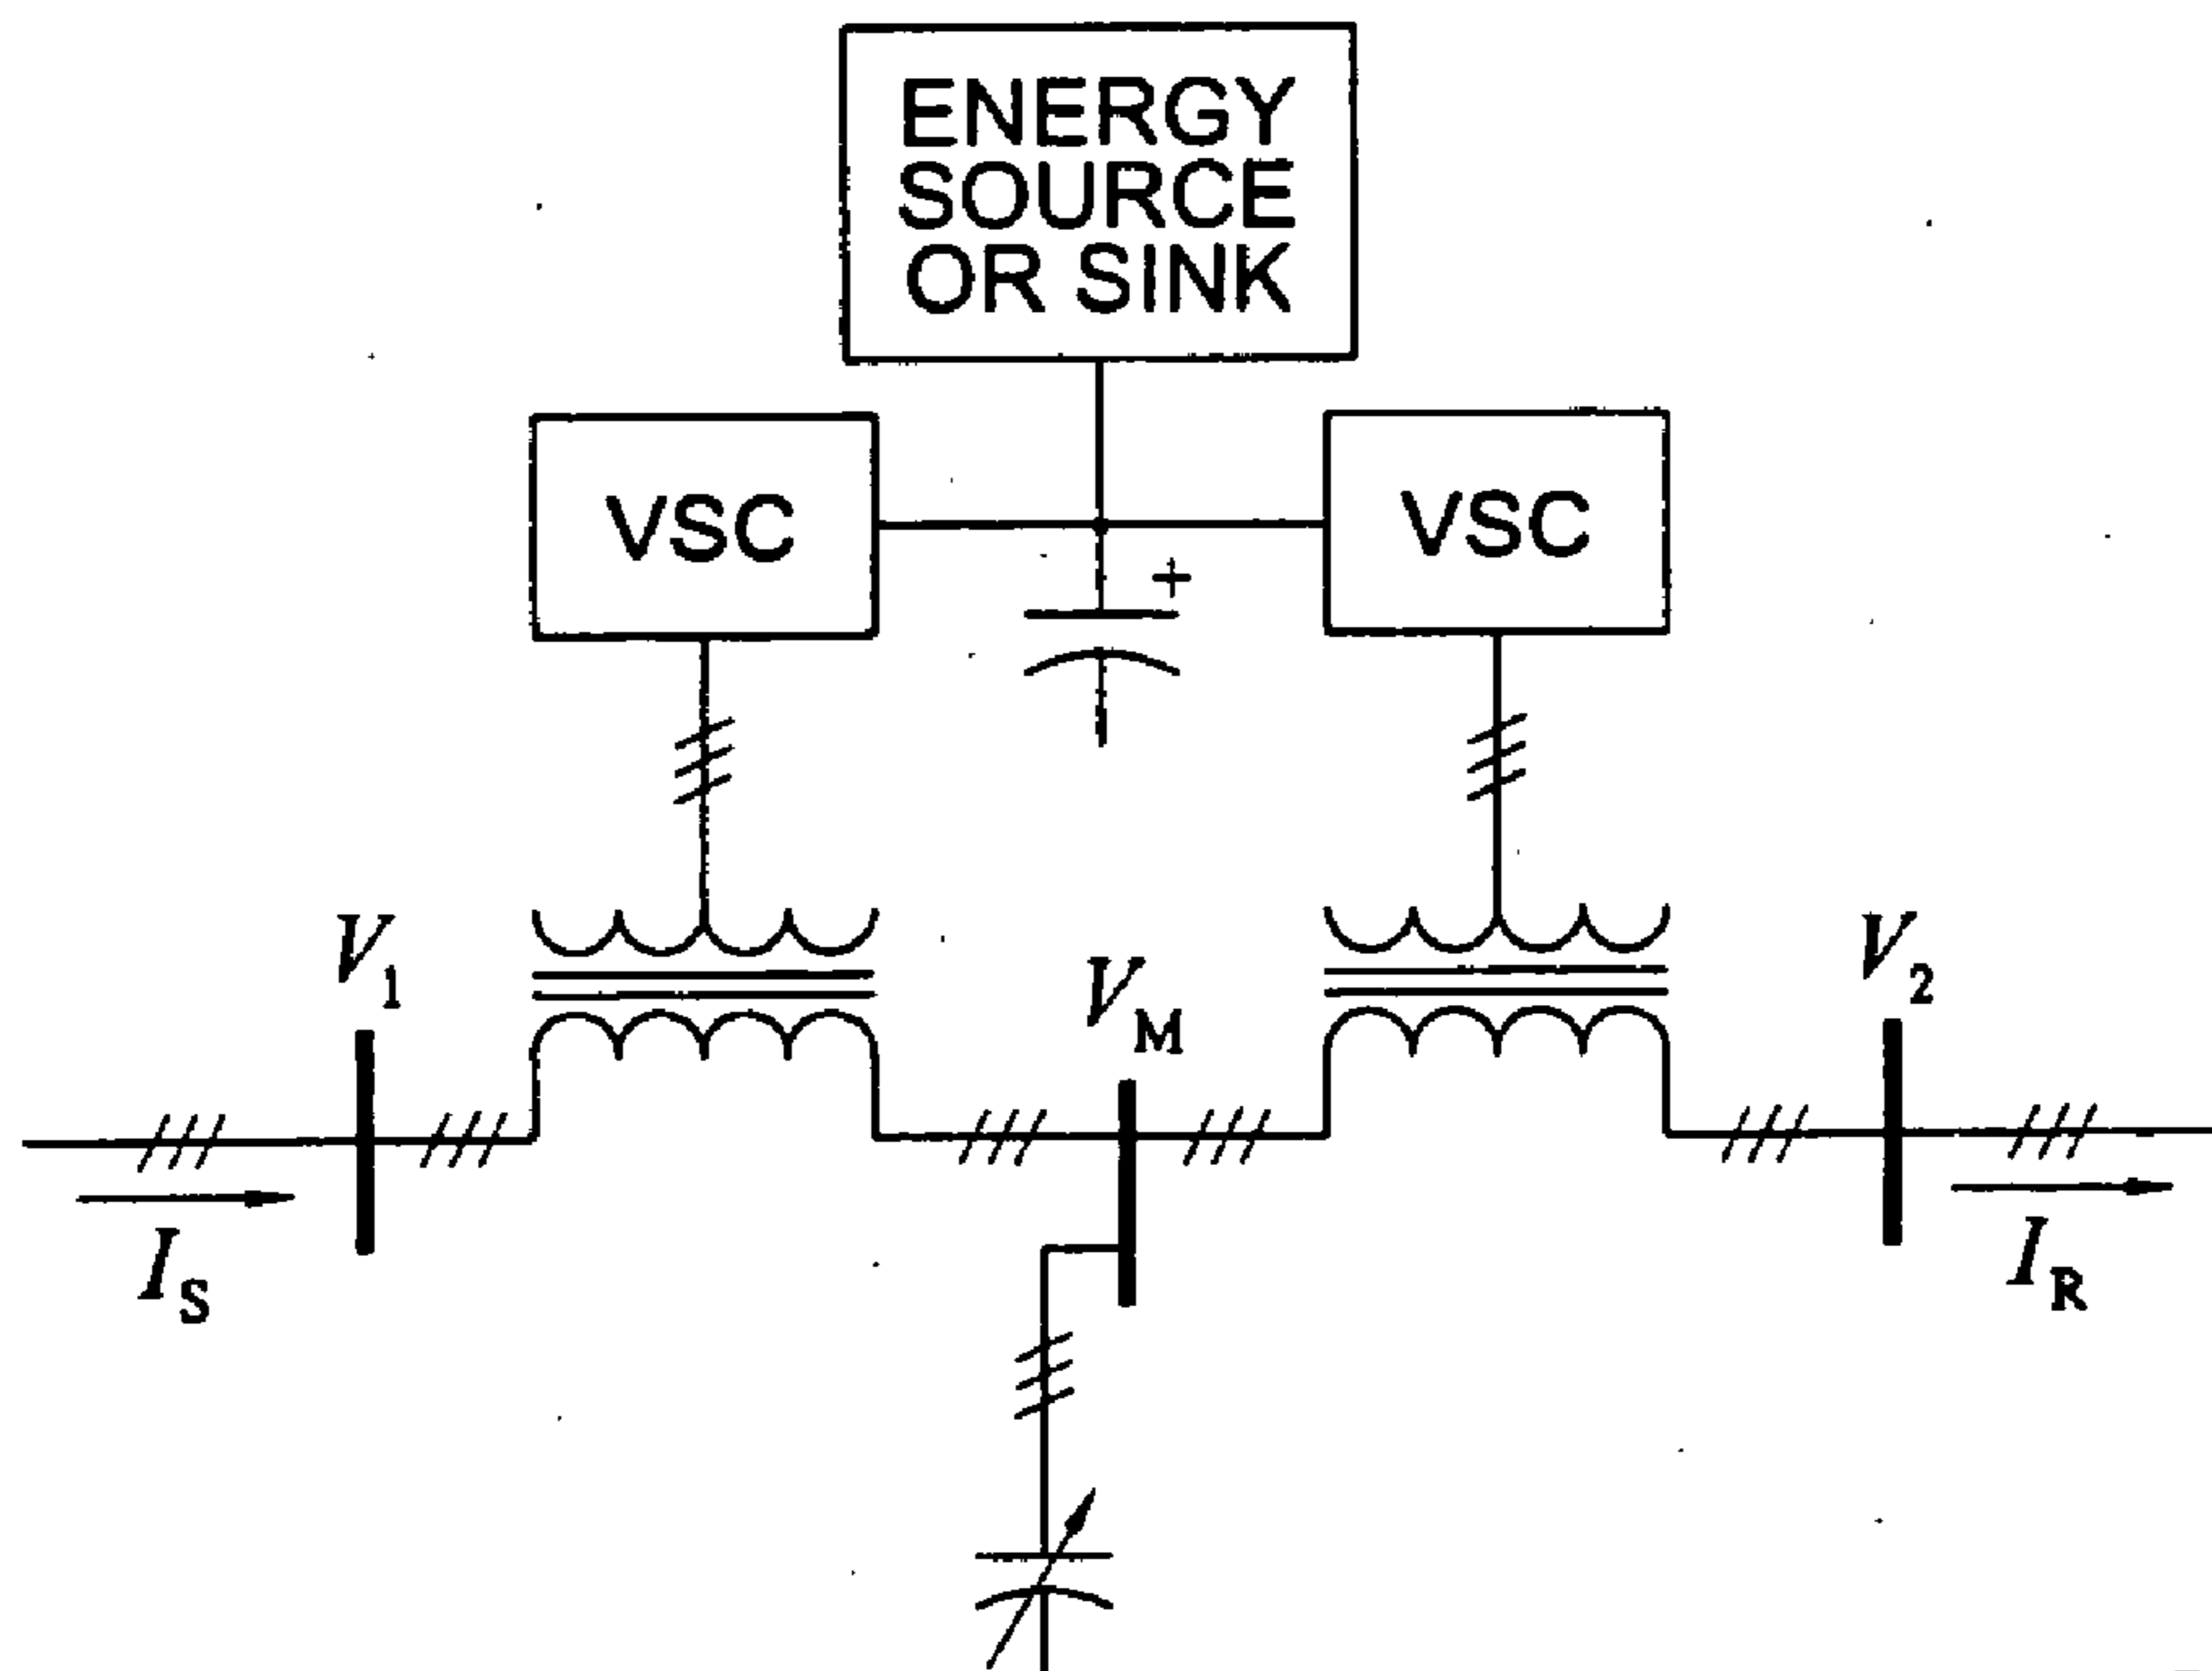 ENERGY
SOURCE
OR SINK
VSC
VSC
+
V1
VM
V2
IS
IR